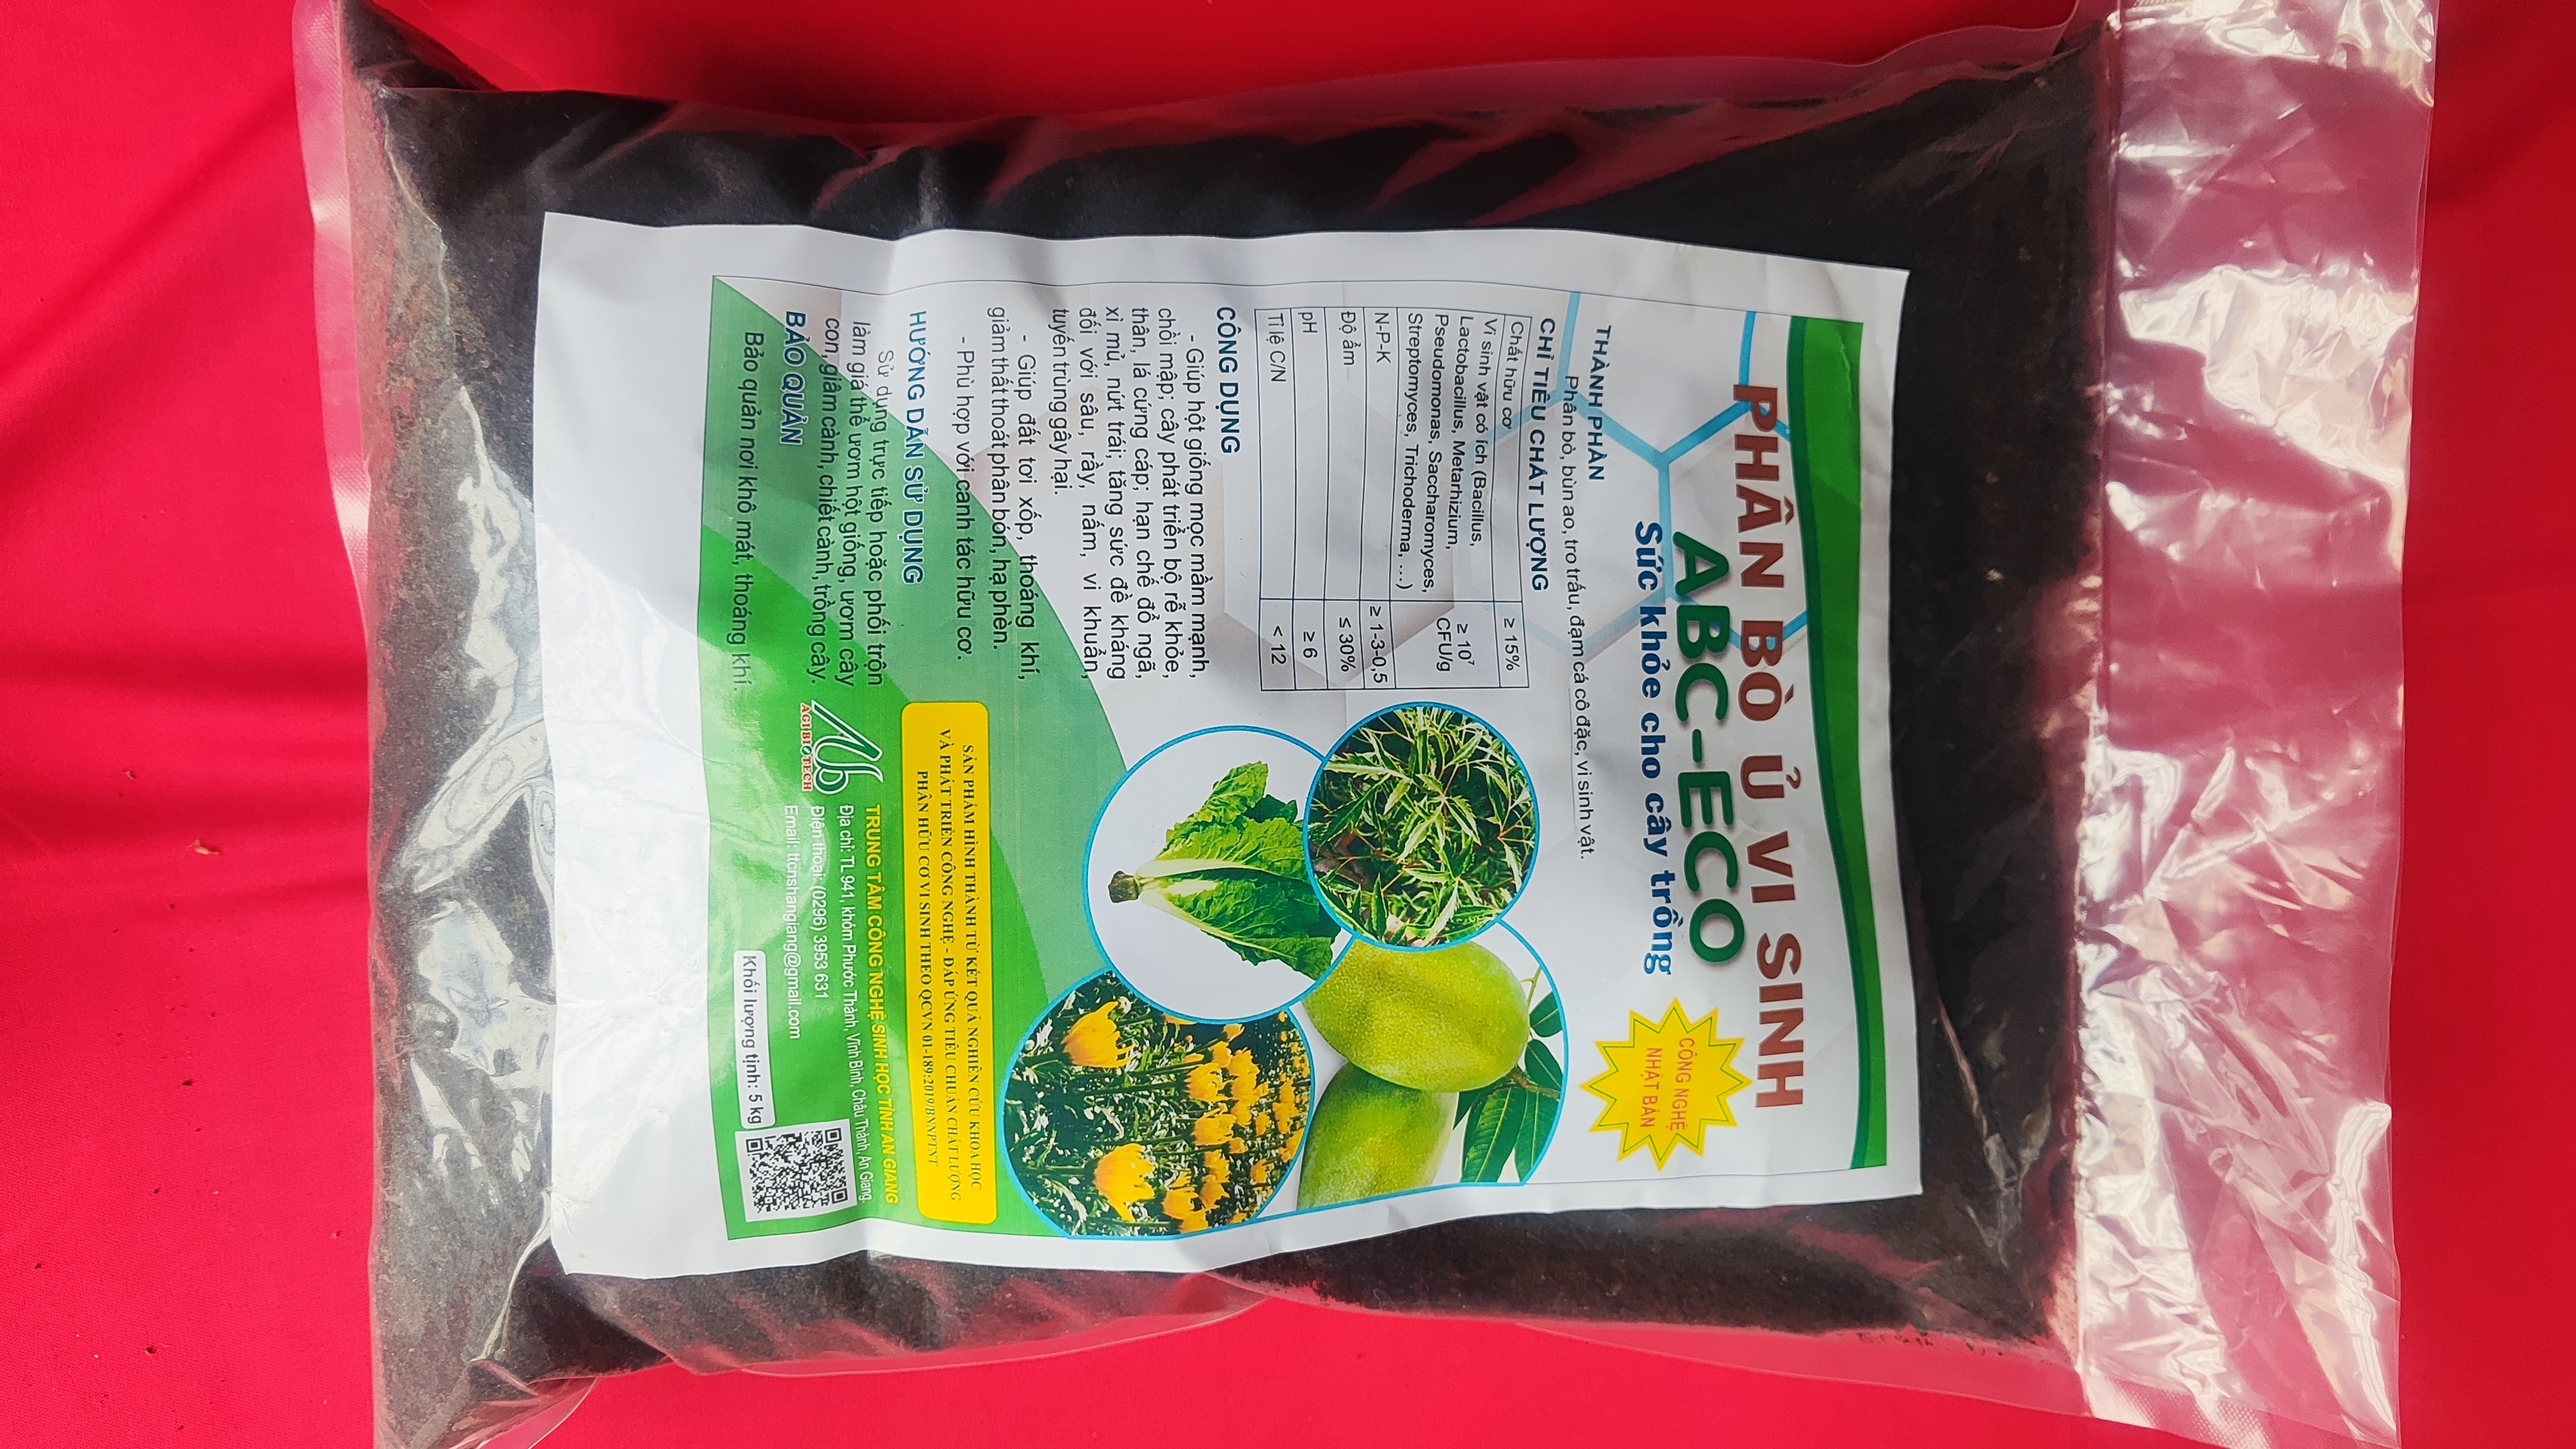 PHÂN BÒ Ủ VI SINH
ABC-ECO
Sức khỏe cho cây trồng
CÔNG NGHỆ
NHẬT BẢN
THÀNH PHẦN
Phân bò, bùn ao, tro trấu, đạm cá cô đặc, vi sinh vật.
CHỈ TIÊU CHẤT LƯỢNG
Chất hữu cơ ≥ 15%
Vi sinh vật có ích (Bacillus,
Lactobacillus, Metarhizium, ≥ 10⁷
Pseudomonas, Saccharomyces, CFU/g
Streptomyces, Trichoderma, …)
N-P-K ≥ 1-3-0,5
Độ ẩm ≤ 30%
pH ≥ 6
Tỉ lệ C/N < 12
CÔNG DỤNG
- Giúp hột giống mọc mầm mạnh,
chồi mập; cây phát triển bộ rễ khỏe,
thân, lá cứng cáp; hạn chế đổ ngã,
xì mủ, nứt trái; tăng sức đề kháng
đối với sâu, rầy, nấm, vi khuẩn,
tuyến trùng gây hại.
- Giúp đất tơi xốp, thoáng khí,
giảm thất thoát phân bón, hạ phèn.
- Phù hợp với canh tác hữu cơ.
HƯỚNG DẪN SỬ DỤNG
Sử dụng trực tiếp hoặc phối trộn
làm giá thể ươm hột giống, ươm cây
con, giâm cành, chiết cành, trồng cây.
BẢO QUẢN
Bảo quản nơi khô mát, thoáng khí.
SẢN PHẨM HÌNH THÀNH TỪ KẾT QUẢ NGHIÊN CỨU KHOA HỌC
VÀ PHÁT TRIỂN CÔNG NGHỆ - ĐÁP ỨNG TIÊU CHUẨN CHẤT LƯỢNG
PHÂN HỮU CƠ VI SINH THEO QCVN 01-189:2019/BNNPTNT
Ab
AGI BIOTECH
TRUNG TÂM CÔNG NGHỆ SINH HỌC TỈNH AN GIANG
Địa chỉ: TL 941, khóm Phước Thành, Vĩnh Bình, Châu Thành, An Giang.
Điện thoại: (0296) 3953 631
Email: ttcnshangiang@gmail.com
Khối lượng tịnh: 5 kg